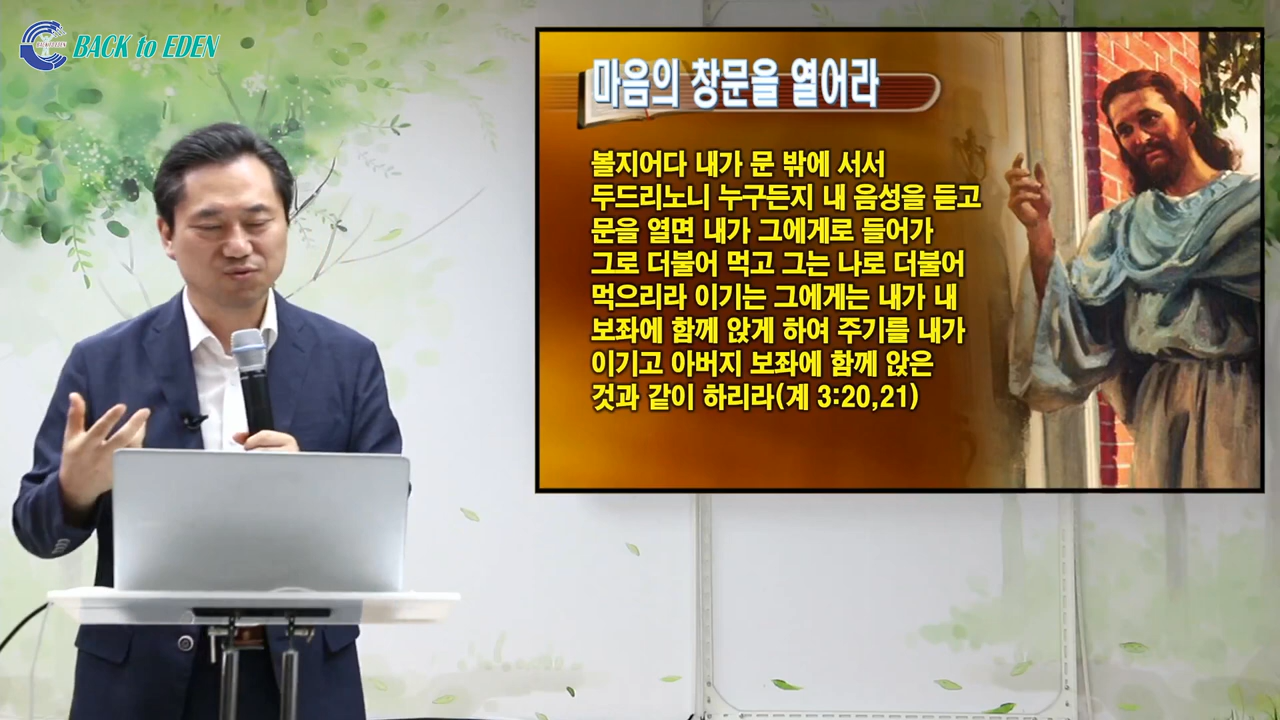 BACK to EDEN
마음의 창문을 열어라
볼지어다 내가 문 밖에 서서
두드리노니 누구든지 내 음성을 듣고
문을 열면 내가 그에게로 들어가
그로 더불어 먹고 그는 나로 더불어
먹으리라 이기는 그에게는 내가 내
보좌에 함께 앉게 하여 주기를 내가
이기고 아버지 보좌에 함께 앉은
것과 같이 하리라(계 3:20,21)